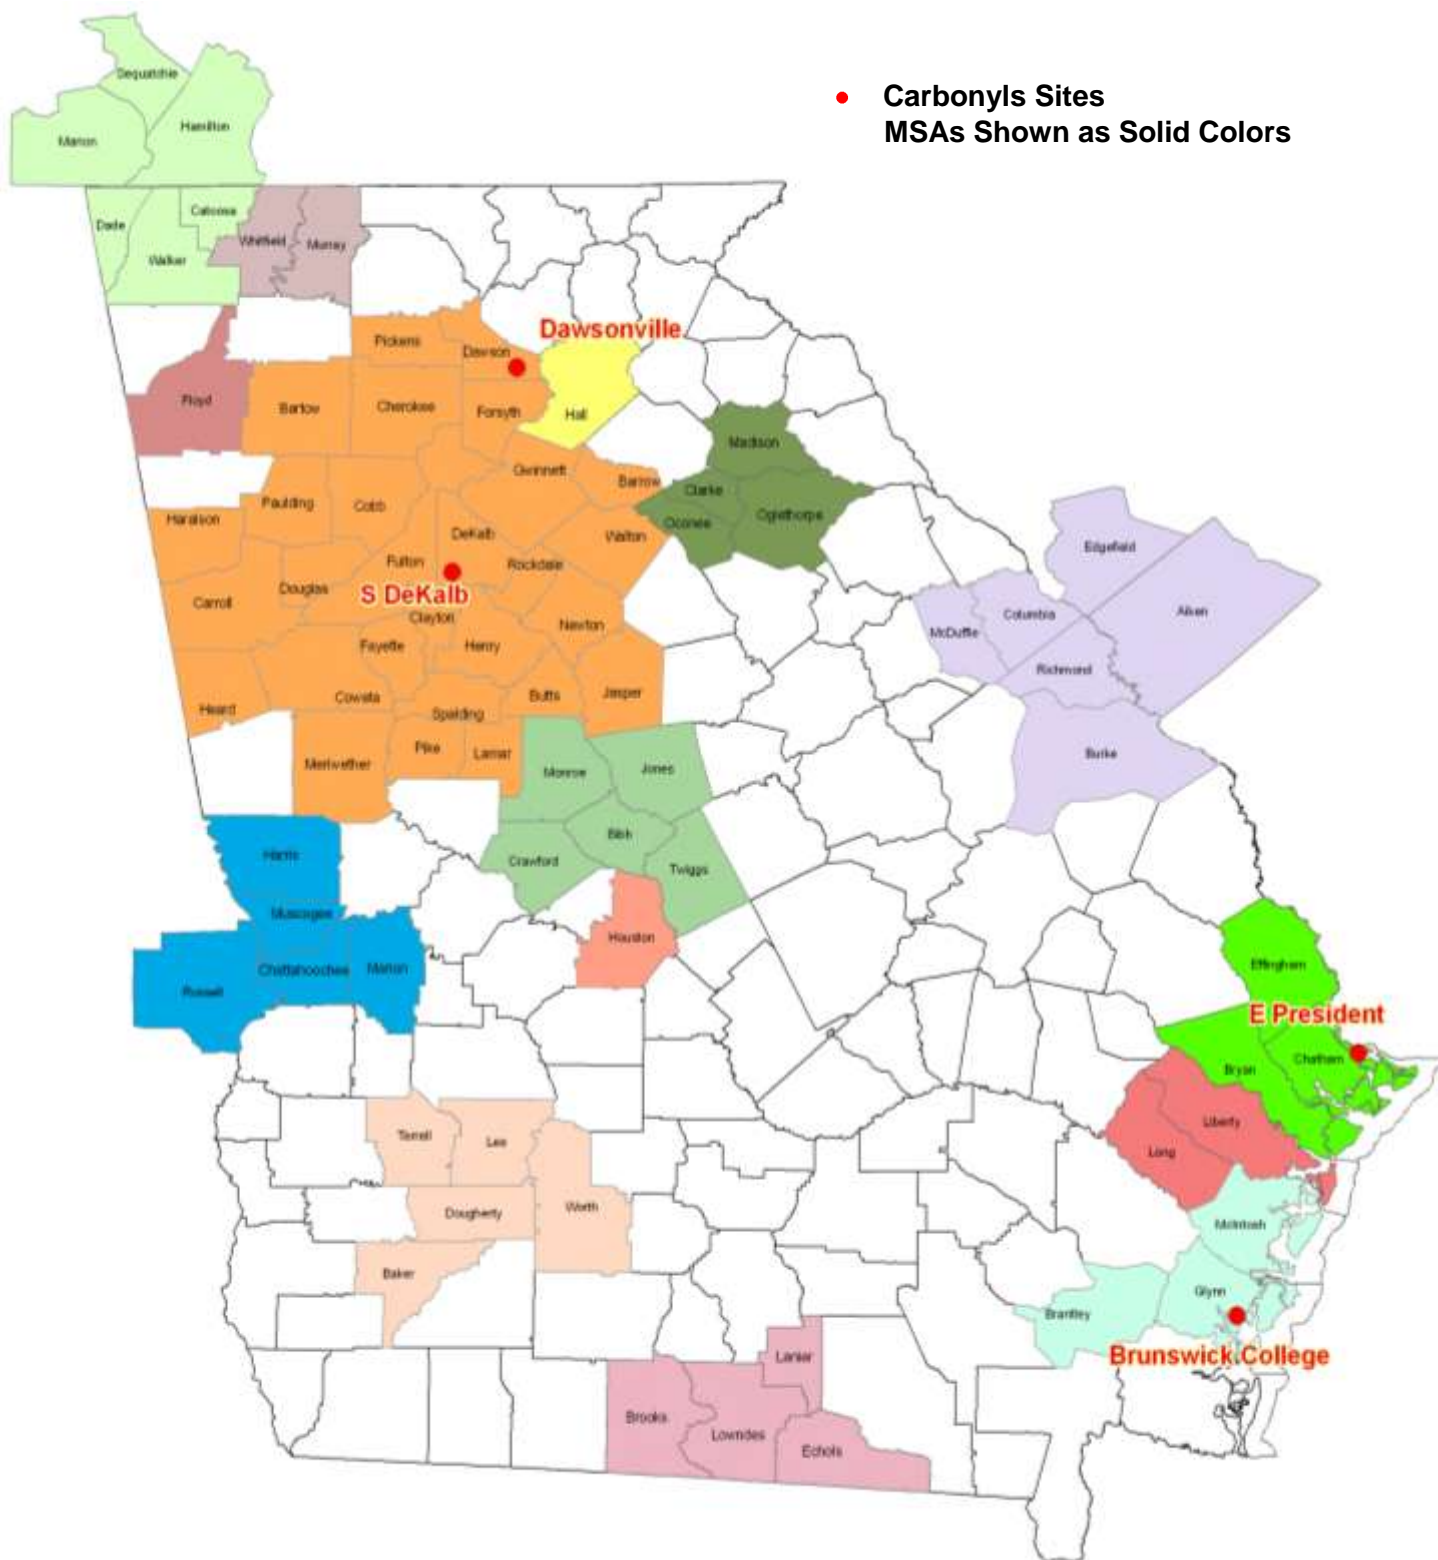 Carbonyls Sites
MSAs Shown as Solid Colors
Sequatchie
Hamilton
Marion
Catoosa
Dade
Whitfield
Murray
Walker
Dawsonville
Pickens
Dawson
Floyd
Bartow
Cherokee
Forsyth
Hall
Madison
Gwinnett
Barrow
Clarke
Paulding
Cobb
Oglethorpe
Haralson
Oconee
DeKalb
Walton
Edgefield
Fulton
Rockdale
Douglas
S DeKalb
Carroll
Aiken
Columbia
Clayton
Newton
McDuffie
Fayette
Henry
Richmond
Coweta
Butts
Jasper
Heard
Spalding
Pike
Lamar
Burke
Meriwether
Monroe
Jones
Bibb
Harris
Crawford
Twiggs
Muscogee
Houston
Chattahoochee
Marion
Effingham
Russell
E President
Chatham
Bryan
Liberty
Terrell
Lee
Long
Dougherty
Worth
McIntosh
Baker
Glynn
Brantley
Brunswick College
Lanier
Brooks
Lowndes
Echols